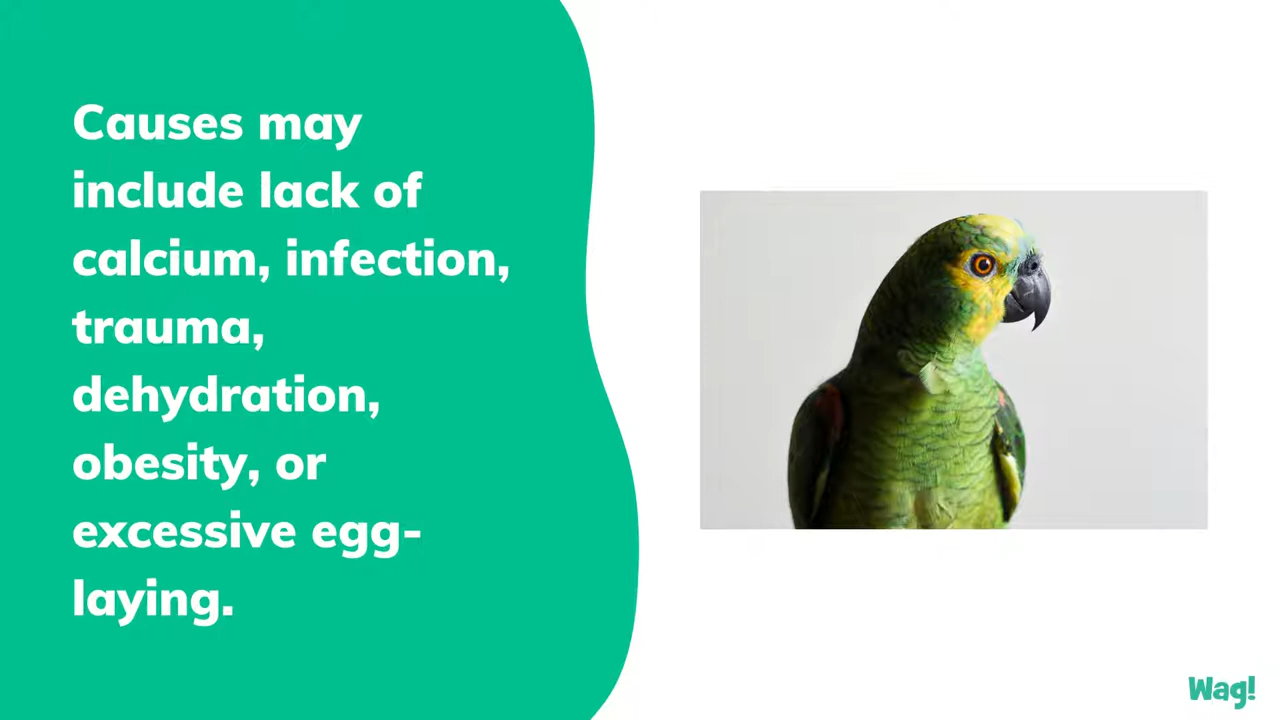 Causes may
include lack of
calcium, infection,
trauma,
dehydration,
obesity, or
excessive egg-
laying.
Wag!